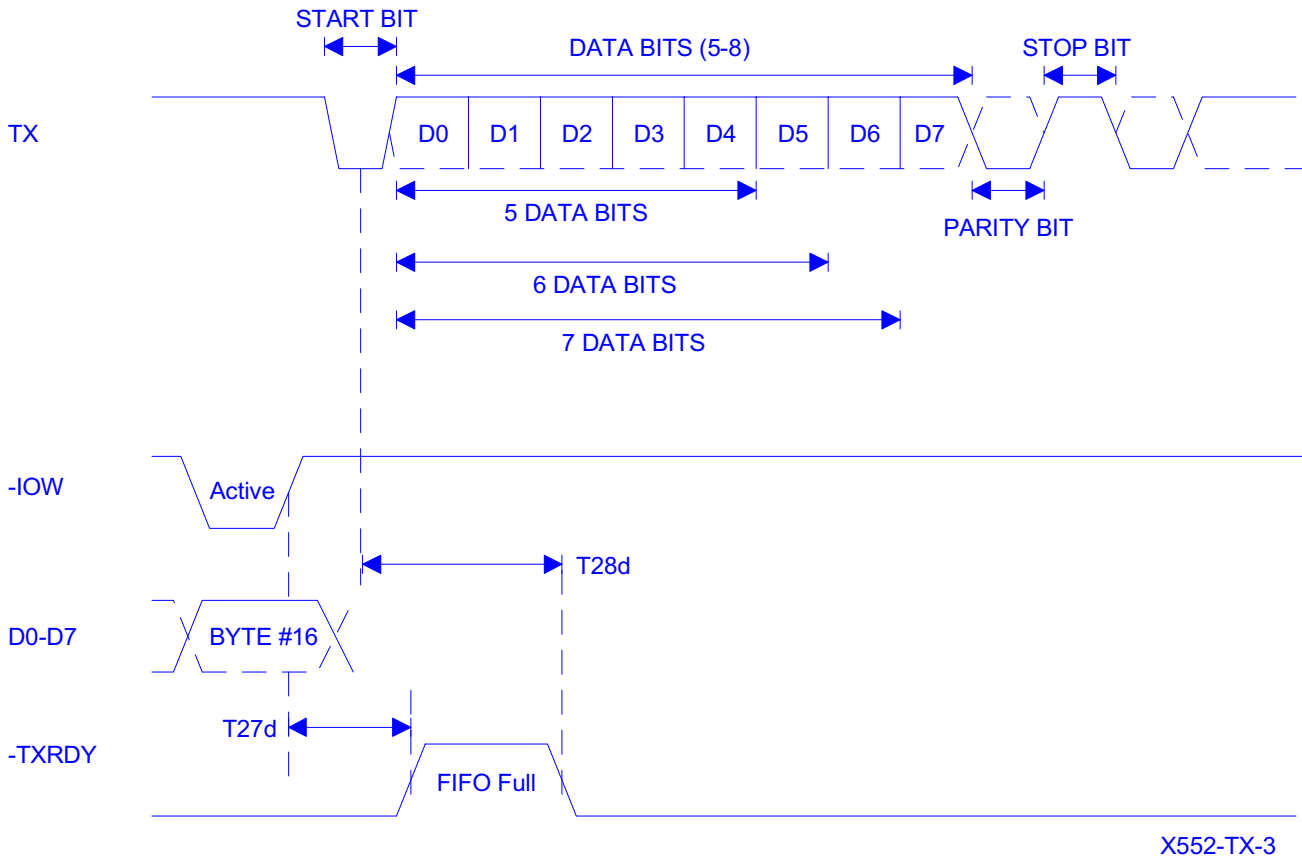 START BIT
DATA BITS (5-8)
STOP BIT
TX
D0 D1 D2 D3 D4 D5 D6 D7
5 DATA BITS
PARITY BIT
6 DATA BITS
7 DATA BITS
-IOW
Active
T28d
D0-D7
BYTE #16
T27d
-TXRDY
FIFO Full
X552-TX-3